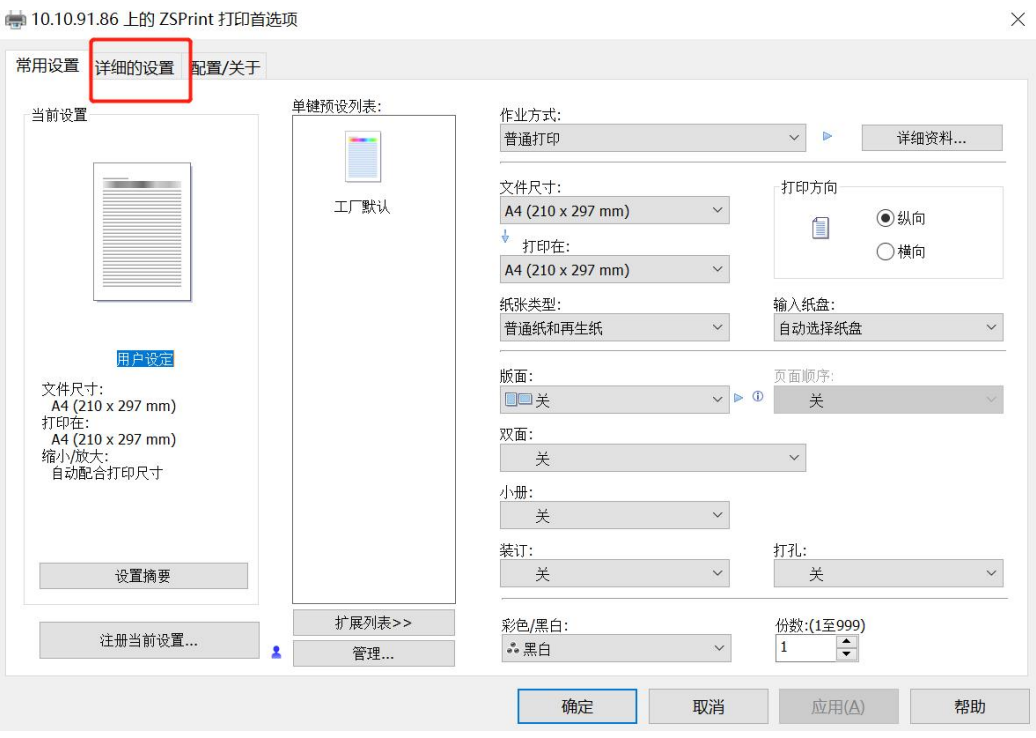 10.10.91.86 上的 ZSPrint 打印首选项
常用设置
详细的设置
配置/关于
当前设置
用户设定
文件尺寸:
A4 (210 x 297 mm)
打印在:
A4 (210 x 297 mm)
缩小/放大:
自动配合打印尺寸
设置摘要
注册当前设置...
单键预设列表:
工厂默认
扩展列表>>
管理...
作业方式:
普通打印
详细资料...
文件尺寸:
A4 (210 x 297 mm)
打印在:
A4 (210 x 297 mm)
打印方向
纵向
横向
纸张类型:
普通纸和再生纸
输入纸盘:
自动选择纸盘
版面:
关
页面顺序:
关
双面:
关
小册:
关
装订:
关
打孔:
关
彩色/黑白:
黑白
份数:(1至999)
1
确定
取消
应用(A)
帮助